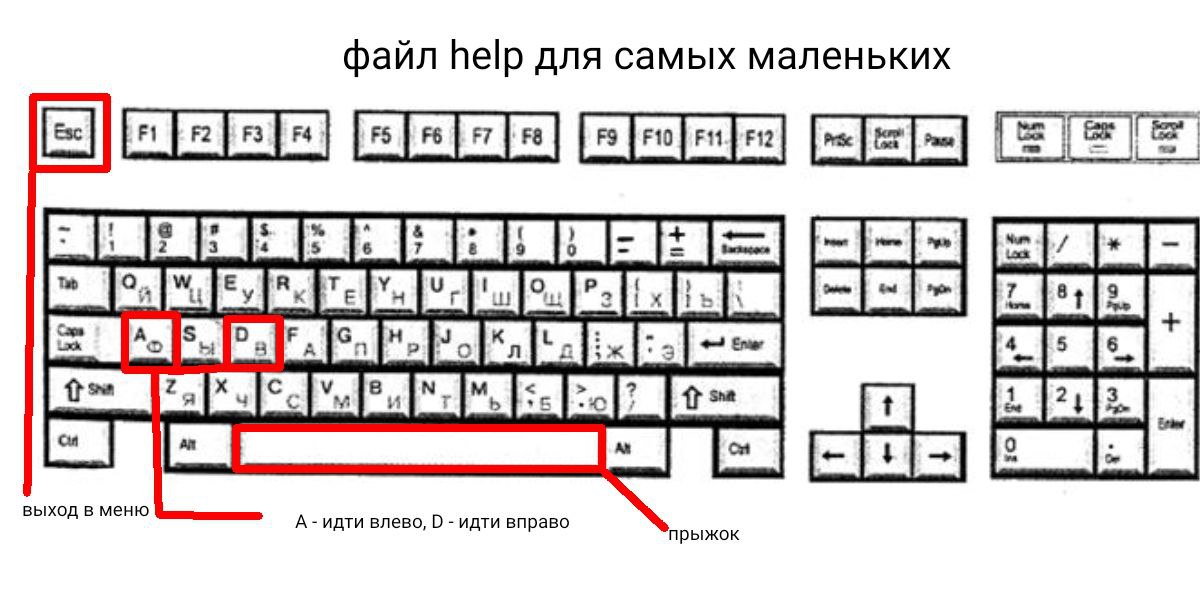 файл help для самых маленьких
Esc F1 F2 F3 F4 F5 F6 F7 F8 F9 F10 F11 F12 PrtSc Scroll Lock Pause Num Lock Caps Lock Scroll Lock
~ ! 1 @ 2 # 3 $ 4 % 5 ^ 6 & 7 * 8 ( 9 ) 0 - + = Backspace Insert Home PgUp Num Lock / * -
Tab Q Й W Ц E У R К T Е Y Н U Г I Ш O Щ P З { [ Х } ] Ъ | \ Delete End PgDn 7 Home 8 ↑ 9 PgUp +
Caps Lock A Ф S Ы D В F А G П H Р J О K Л L Д : ; Ж " ' Э ↵ Enter 4 ← 5 6 →
⇧ Shift Z Я X Ч C С V М B И N Т M Ь < , Б > . Ю ? / ⇧ Shift ↑ 1 End 2 ↓ 3 PgDn Enter
Ctrl Alt Alt Ctrl ← ↓ → 0 Ins . Del
выход в меню
A - идти влево, D - идти вправо
прыжок